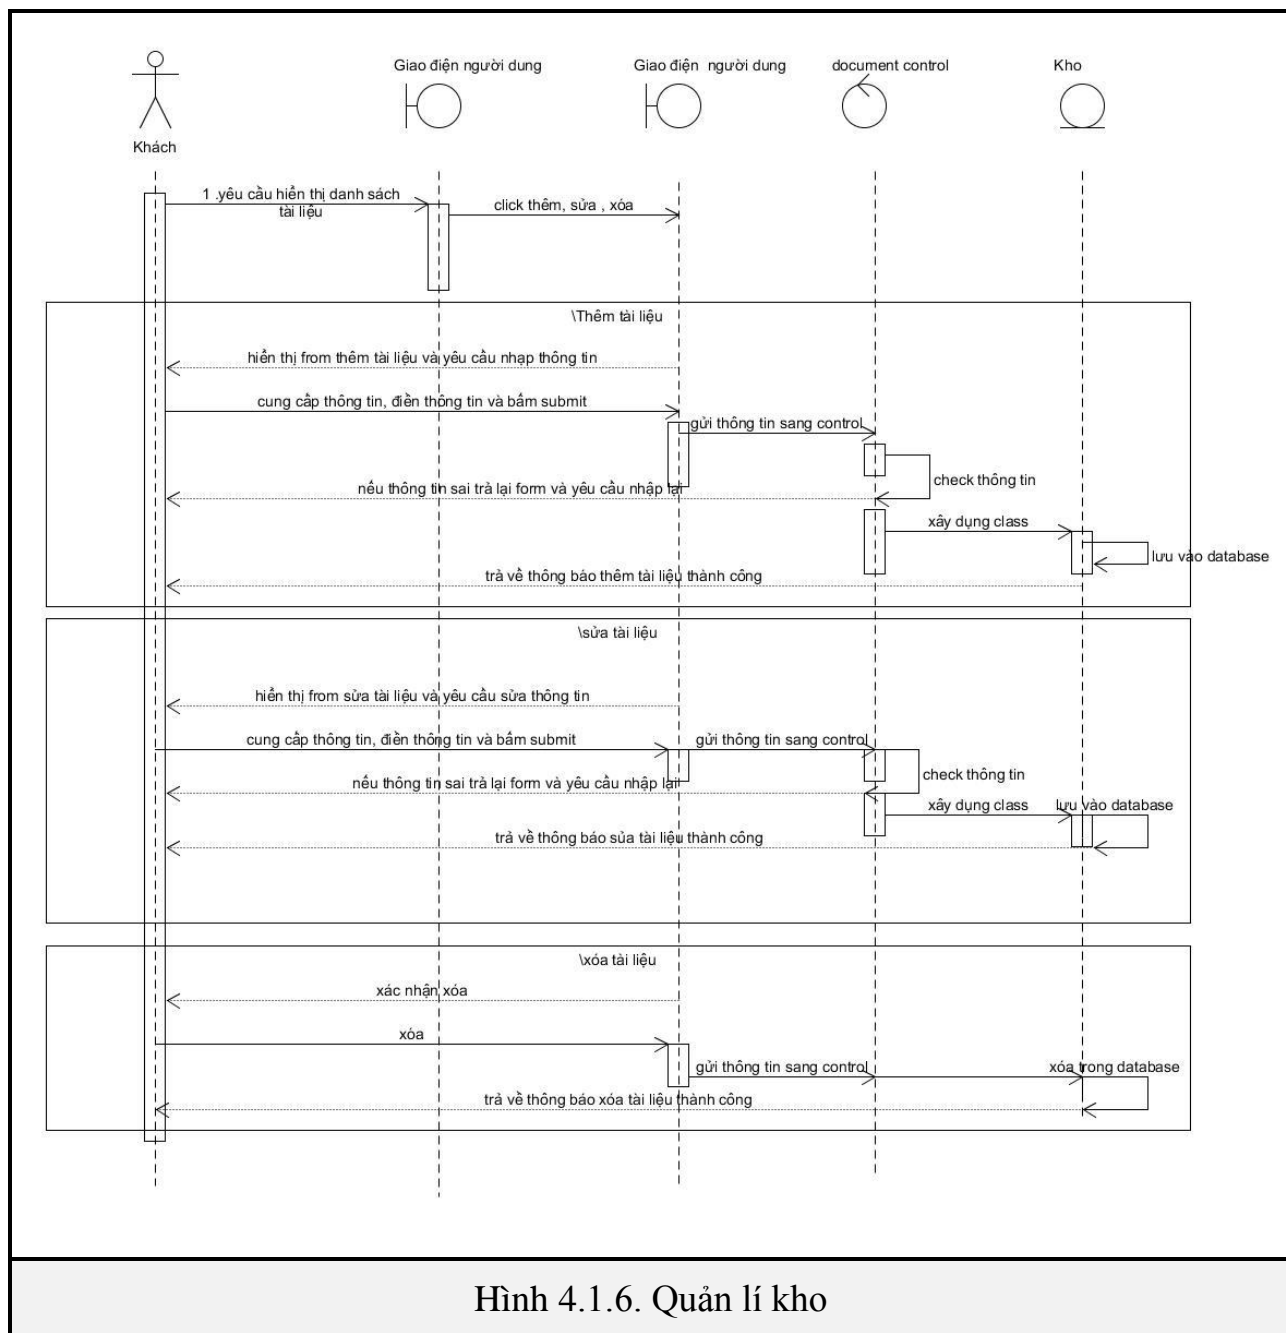 Giao điện người dung
Giao điện người dung
document control
Kho
Khách
1 .yêu cầu hiển thị danh sách
tài liệu
click thêm, sửa , xóa
\Thêm tài liệu
hiển thị from thêm tài liệu và yêu cầu nhạp thông tin
cung cấp thông tin, điền thông tin và bấm submit
gửi thông tin sang control
check thông tin
nếu thông tin sai trả lại form và yêu cầu nhập lại
xây dụng class
lưu vào database
trả về thông báo thêm tài liệu thành công
\sửa tài liệu
hiển thị from sửa tài liệu và yêu cầu sửa thông tin
cung cấp thông tin, điền thông tin và bấm submit
gửi thông tin sang control
check thông tin
nếu thông tin sai trả lại form và yêu cầu nhập lại
xây dụng class
lưu vào database
trả về thông báo sủa tài liệu thành công
\xóa tài liệu
xác nhận xóa
xóa
gửi thông tin sang control
xóa trong database
trả về thông báo xóa tài liệu thành công
Hình 4.1.6. Quản lí kho